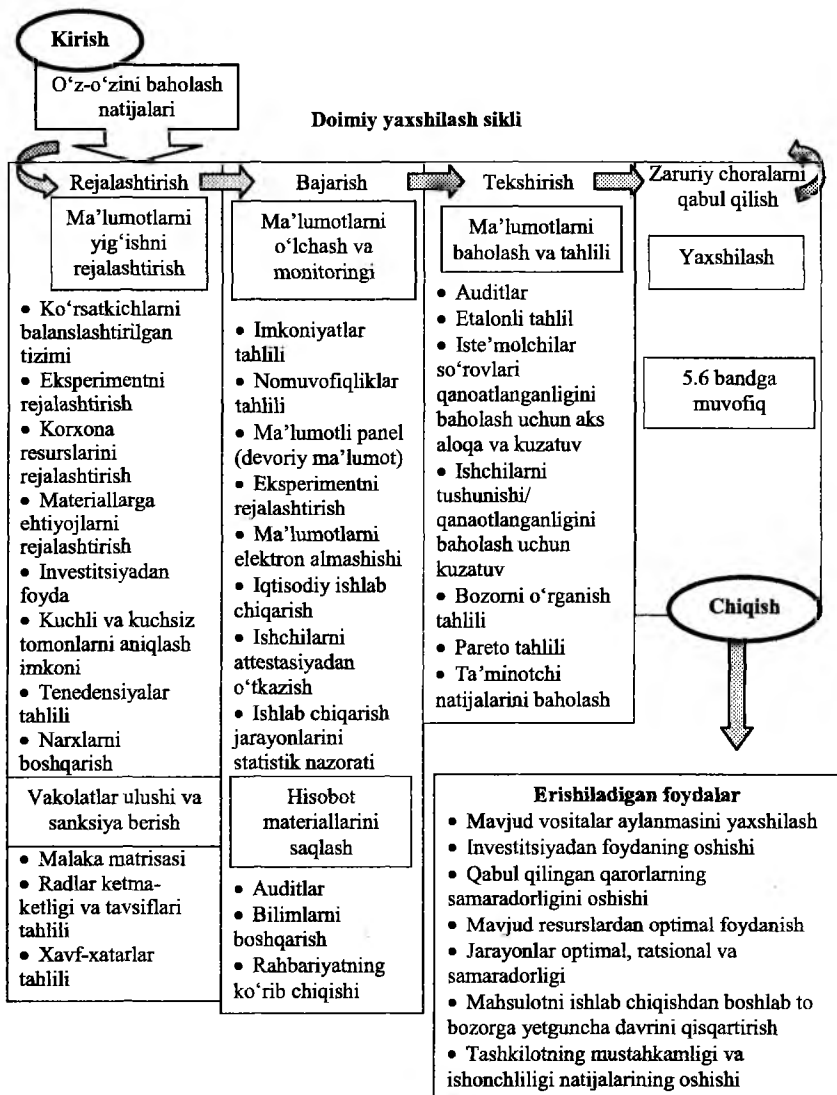 Kirish
O‘z-o‘zini baholash
natijalari
Doimiy yaxshilash sikli
Rejalashtirish
Ma’lumotlarni
yig‘ishni
rejalashtirish
• Ko‘rsatkichlarni
balanslashtirilgan
tizimi
• Eksperimentni
rejalashtirish
• Korxona
resurslarini
rejalashtirish
• Materiallarga
ehtiyojlarni
rejalashtirish
• Investitsiyadan
foyda
• Kuchli va kuchsiz
tomonlarni aniqlash
imkoni
• Tenedensiyalar
tahlili
• Narxlarni
boshqarish
Vakolatlar ulushi va
sanksiya berish
• Malaka matrisasi
• Radlar ketma-
ketligi va tavsiflari
tahlili
• Xavf-xatarlar
tahlili
Bajarish
Ma’lumotlarni
o‘lchash va
monitoringi
• Imkoniyatlar
tahlili
• Nomuvofiqliklar
tahlili
• Ma’lumotli panel
(devoriy ma’lumot)
• Eksperimentni
rejalashtirish
• Ma’lumotlarni
elektron almashishi
• Iqtisodiy ishlab
chiqarish
• Ishchilarni
attestasiyadan
o‘tkazish
• Ishlab chiqarish
jarayonlarini
statistik nazorati
Hisobot
materiallarini
saqlash
• Auditlar
• Bilimlarni
boshqarish
• Rahbariyatning
ko‘rib chiqishi
Tekshirish
Ma’lumotlarni
baholash va tahlili
• Auditlar
• Etalonli tahlil
• Iste’molchilar
so‘rovlari
qanoatlanganligini
baholash uchun aks
aloqa va kuzatuv
• Ishchilarni
tushunishi/
qanaotlanganligini
baholash uchun
kuzatuv
• Bozorni o‘rganish
tahlili
• Pareto tahlili
• Ta’minotchi
natijalarini baholash
Zaruriy choralarni
qabul qilish
Yaxshilash
5.6 bandga
muvofiq
Chiqish
Erishiladigan foydalar
• Mavjud vositalar aylanmasini yaxshilash
• Investitsiyadan foydaning oshishi
• Qabul qilingan qarorlarning
samaradorligini oshishi
• Mavjud resurslardan optimal foydanish
• Jarayonlar optimal, ratsional va
samaradorligi
• Mahsulotni ishlab chiqishdan boshlab to
bozorga yetguncha davrini qisqartirish
• Tashkilotning mustahkamligi va
ishonchliligi natijalarining oshishi